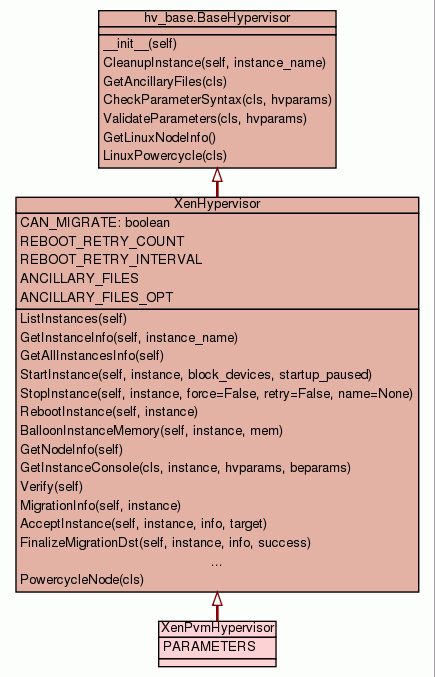 hv_base.BaseHypervisor
__init__(self)
CleanupInstance(self, instance_name)
GetAncillaryFiles(cls)
CheckParameterSyntax(cls, hvparams)
ValidateParameters(cls, hvparams)
GetLinuxNodeInfo()
LinuxPowercycle(cls)
XenHypervisor
CAN_MIGRATE: boolean
REBOOT_RETRY_COUNT
REBOOT_RETRY_INTERVAL
ANCILLARY_FILES
ANCILLARY_FILES_OPT
ListInstances(self)
GetInstanceInfo(self, instance_name)
GetAllInstancesInfo(self)
StartInstance(self, instance, block_devices, startup_paused)
StopInstance(self, instance, force=False, retry=False, name=None)
RebootInstance(self, instance)
BalloonInstanceMemory(self, instance, mem)
GetNodeInfo(self)
GetInstanceConsole(cls, instance, hvparams, beparams)
Verify(self)
MigrationInfo(self, instance)
AcceptInstance(self, instance, info, target)
FinalizeMigrationDst(self, instance, info, success)
...
PowercycleNode(cls)
XenPvmHypervisor
PARAMETERS